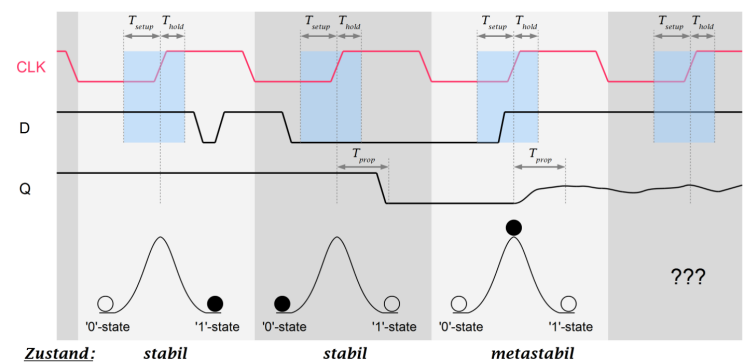 T setup T hold T setup T hold T setup T hold T setup T hold
CLK
D
T prop T prop
Q
???
'0'-state '1'-state '0'-state '1'-state '0'-state '1'-state
Zustand: stabil stabil metastabil